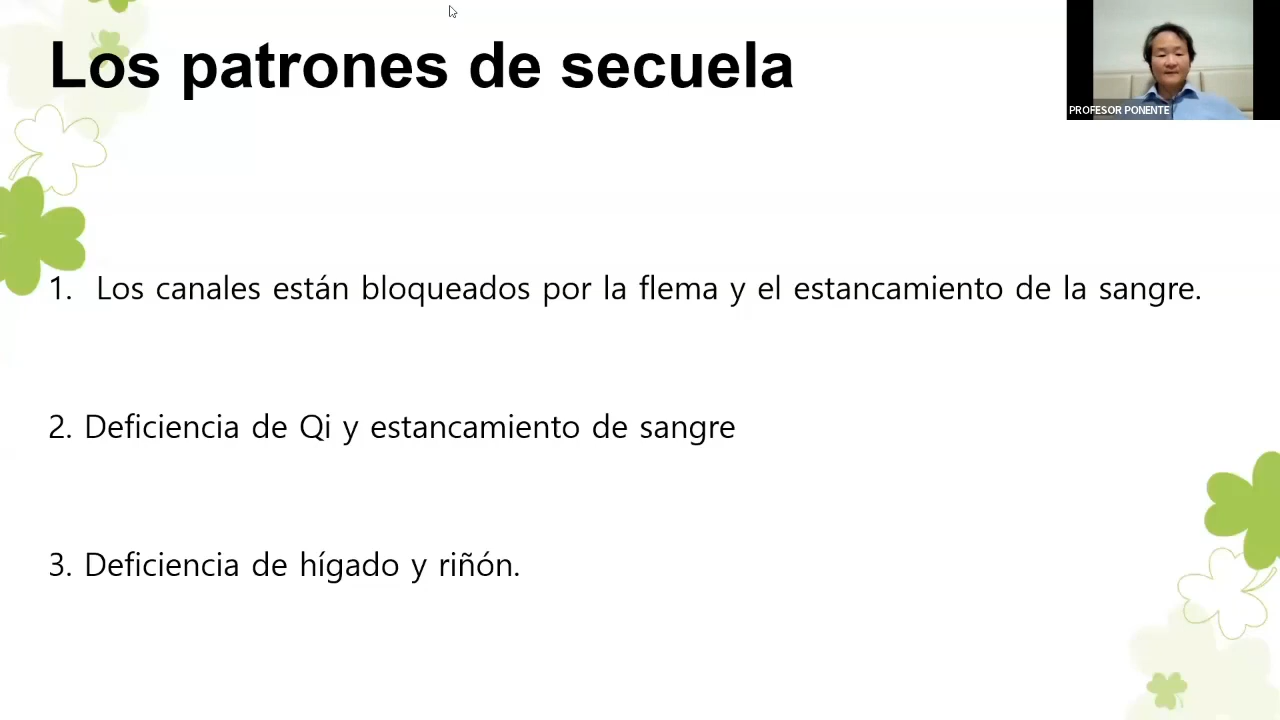 Los patrones de secuela
PROFESOR PONENTE
1. Los canales están bloqueados por la flema y el estancamiento de la sangre.
2. Deficiencia de Qi y estancamiento de sangre
3. Deficiencia de hígado y riñón.